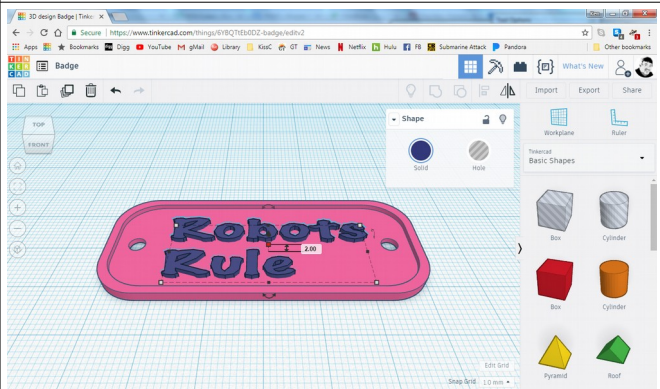 3D design Badge | Tinke
Secure | https://www.tinkercad.com/things/6YBQTtEb0DZ-badge/editv2
Apps Bookmarks Digg YouTube M gMail Library KissC GT News Netflix Hulu FB Submarine Attack Pandora Other bookmarks
TIN
KER
CAD
Badge
What's New
Import Export Share
TOP
FRONT
Shape
Solid Hole
Workplane Ruler
Tinkercad
Basic Shapes
Robots
Rule
2.00
Box Cylinder
Box Cylinder
Pyramid Roof
Edit Grid
Snap Grid 1.0 mm